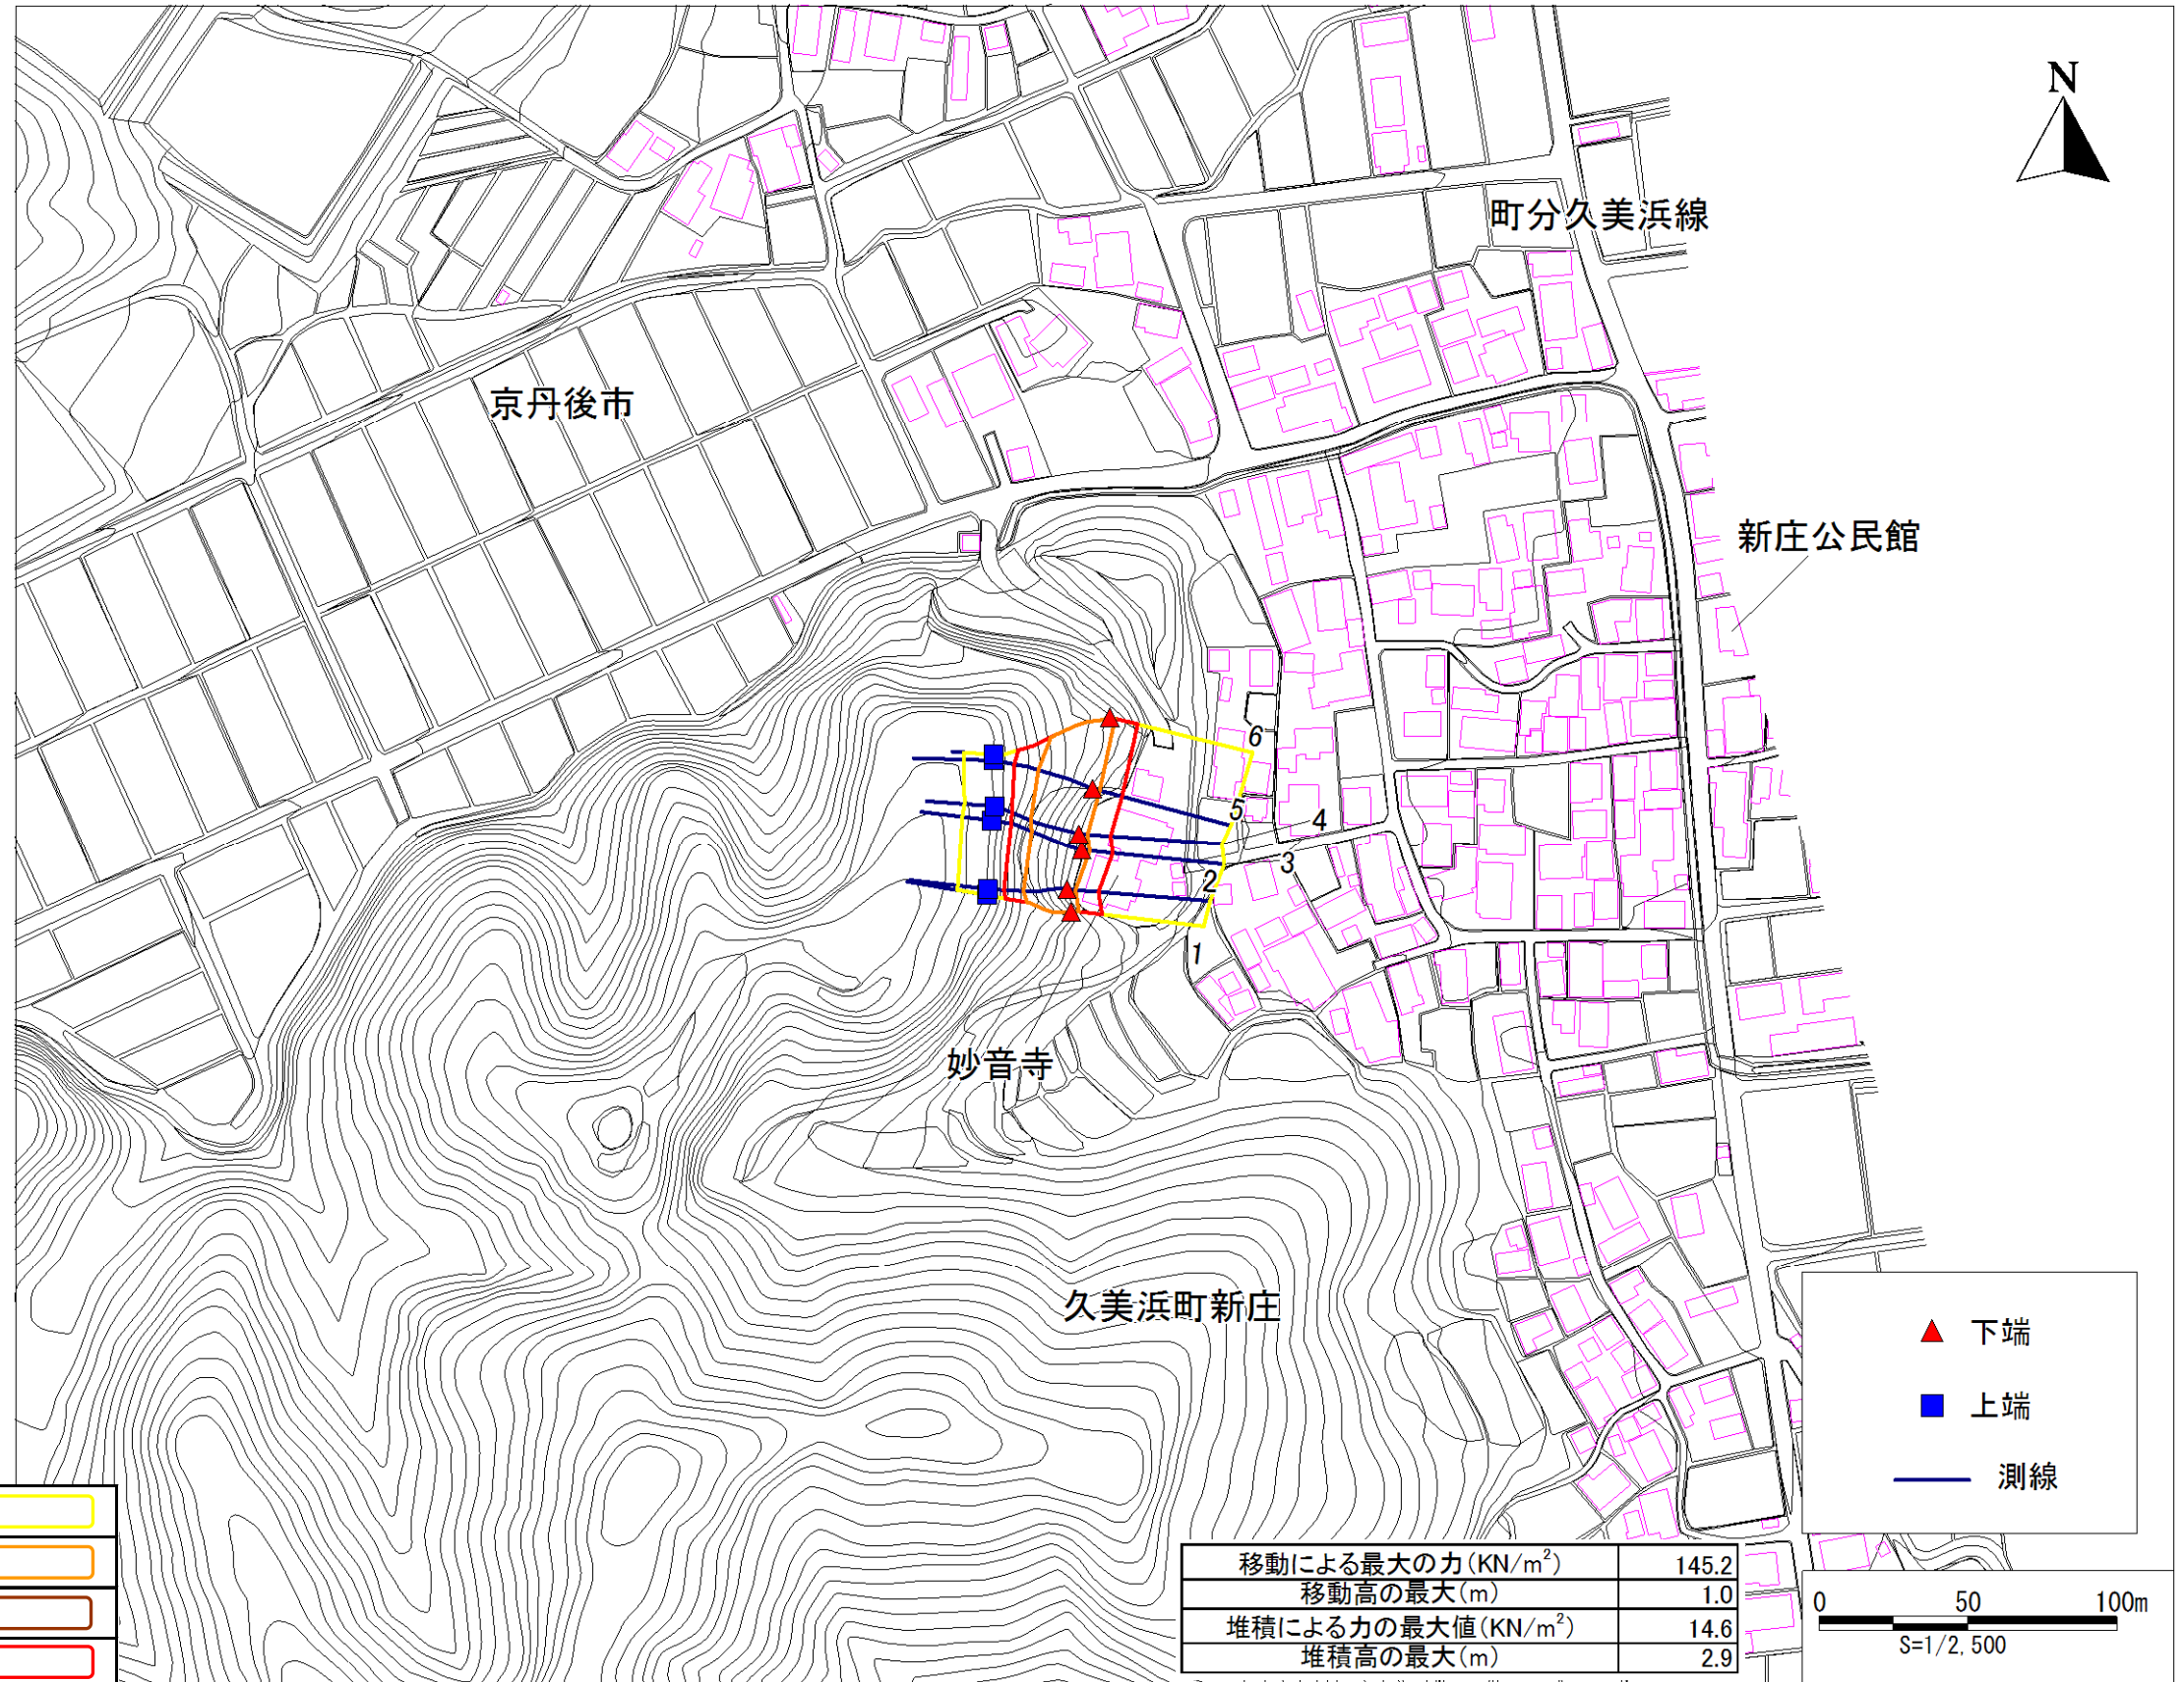 N
町分久美浜線
京丹後市
新庄公民館
6
5
4
3
2
1
妙音寺
久美浜町新庄
下端
上端
測線
移動による最大の力(KN/m²) 145.2
移動高の最大(m) 1.0
堆積による力の最大値(KN/m²) 14.6
堆積高の最大(m) 2.9
0 50 100m
S=1/2,500